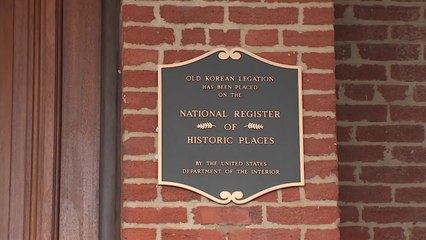 OLD KOREAN LEGATION
HAS BEEN PLACED
ON THE
NATIONAL REGISTER
OF
HISTORIC PLACES
BY THE UNITED STATES
DEPARTMENT OF THE INTERIOR